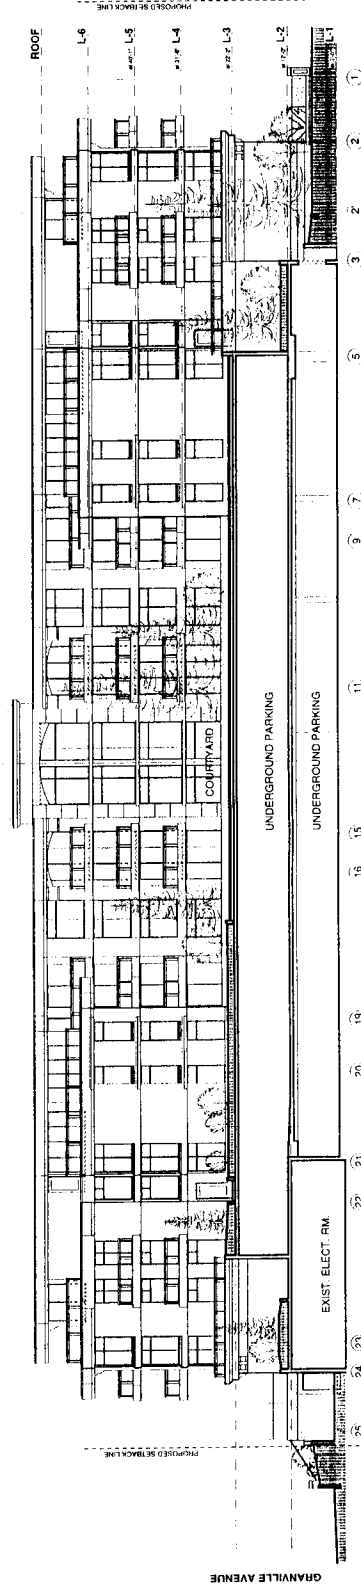 PROPOSED SETBACK LINE
ROOF
L-6
L-5
L-4
L-3
L-2
L-1
1
2
2
3
5
7
9
11
15
16
19
20
21
22
23
24
25
COURTYARD
UNDERGROUND PARKING
UNDERGROUND PARKING
EXIST. ELECT. RM.
PROPOSED SETBACK LINE
GRANVILLE AVENUE